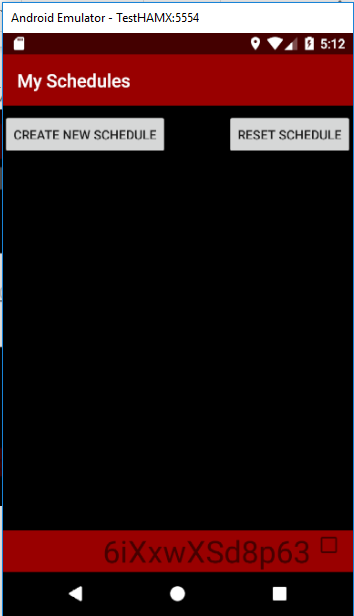 Android Emulator - TestHAMX:5554
5:12
My Schedules
CREATE NEW SCHEDULE
RESET SCHEDULE
6iXxwXSd8p63